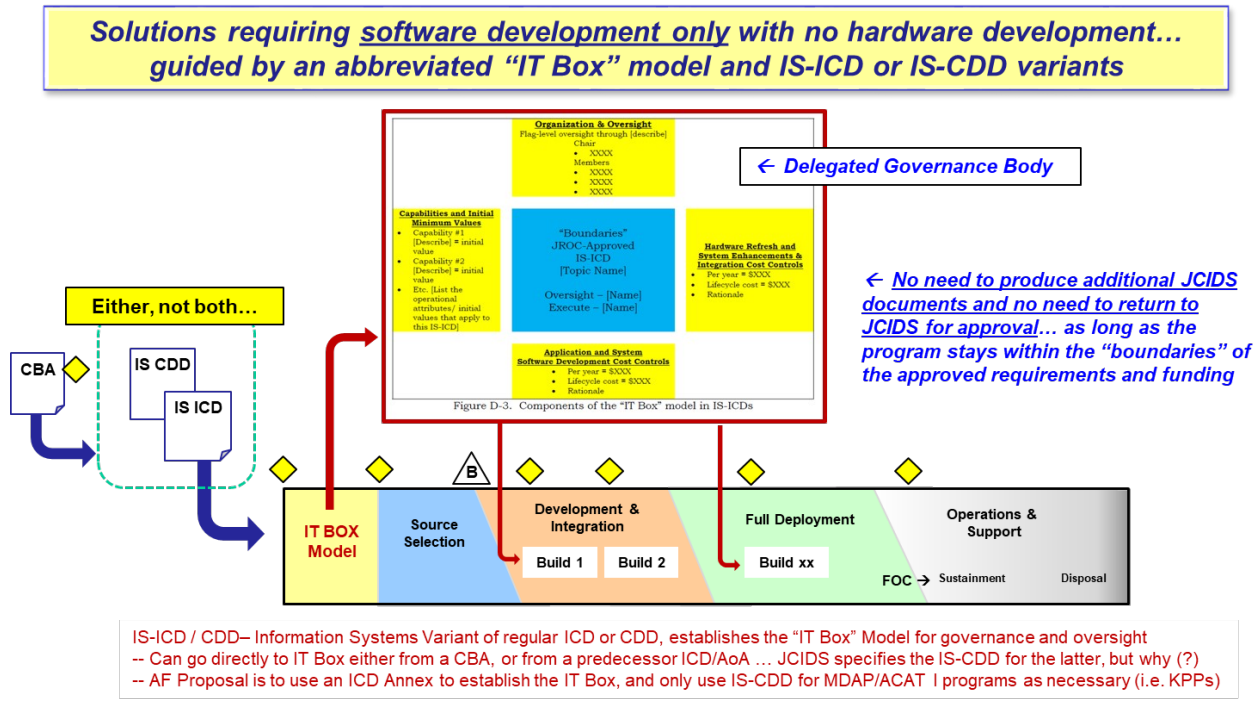 Solutions requiring software development only with no hardware development…
guided by an abbreviated “IT Box” model and IS-ICD or IS-CDD variants
Organization & Oversight
Flag-level oversight through [describe]
Chair
• XXXX
Members
• XXXX
• XXXX
• XXXX
← Delegated Governance Body
Capabilities and Initial
Minimum Values
• Capability #1
[Describe] = initial
value
• Capability #2
[Describe] = initial
value
• Etc. [List the
operational
attributes/ initial
values that apply to
this IS-ICD]
“Boundaries”
JROC-Approved
IS-ICD
[Topic Name]
Oversight – [Name]
Execute – [Name]
Hardware Refresh and
System Enhancements &
Integration Cost Controls
• Per year = $XXX
• Lifecycle cost = $XXX
• Rationale
Application and System
Software Development Cost Controls
• Per year = $XXX
• Lifecycle cost = $XXX
• Rationale
Figure D-3. Components of the “IT Box” model in IS-ICDs
← No need to produce additional JCIDS
documents and no need to return to
JCIDS for approval… as long as the
program stays within the “boundaries” of
the approved requirements and funding
Either, not both…
CBA
IS CDD
IS ICD
B
IT BOX
Model
Source
Selection
Development &
Integration
Build 1
Build 2
Full Deployment
Build xx
Operations &
Support
FOC → Sustainment
Disposal
IS-ICD / CDD– Information Systems Variant of regular ICD or CDD, establishes the “IT Box” Model for governance and oversight
-- Can go directly to IT Box either from a CBA, or from a predecessor ICD/AoA … JCIDS specifies the IS-CDD for the latter, but why (?)
-- AF Proposal is to use an ICD Annex to establish the IT Box, and only use IS-CDD for MDAP/ACAT I programs as necessary (i.e. KPPs)